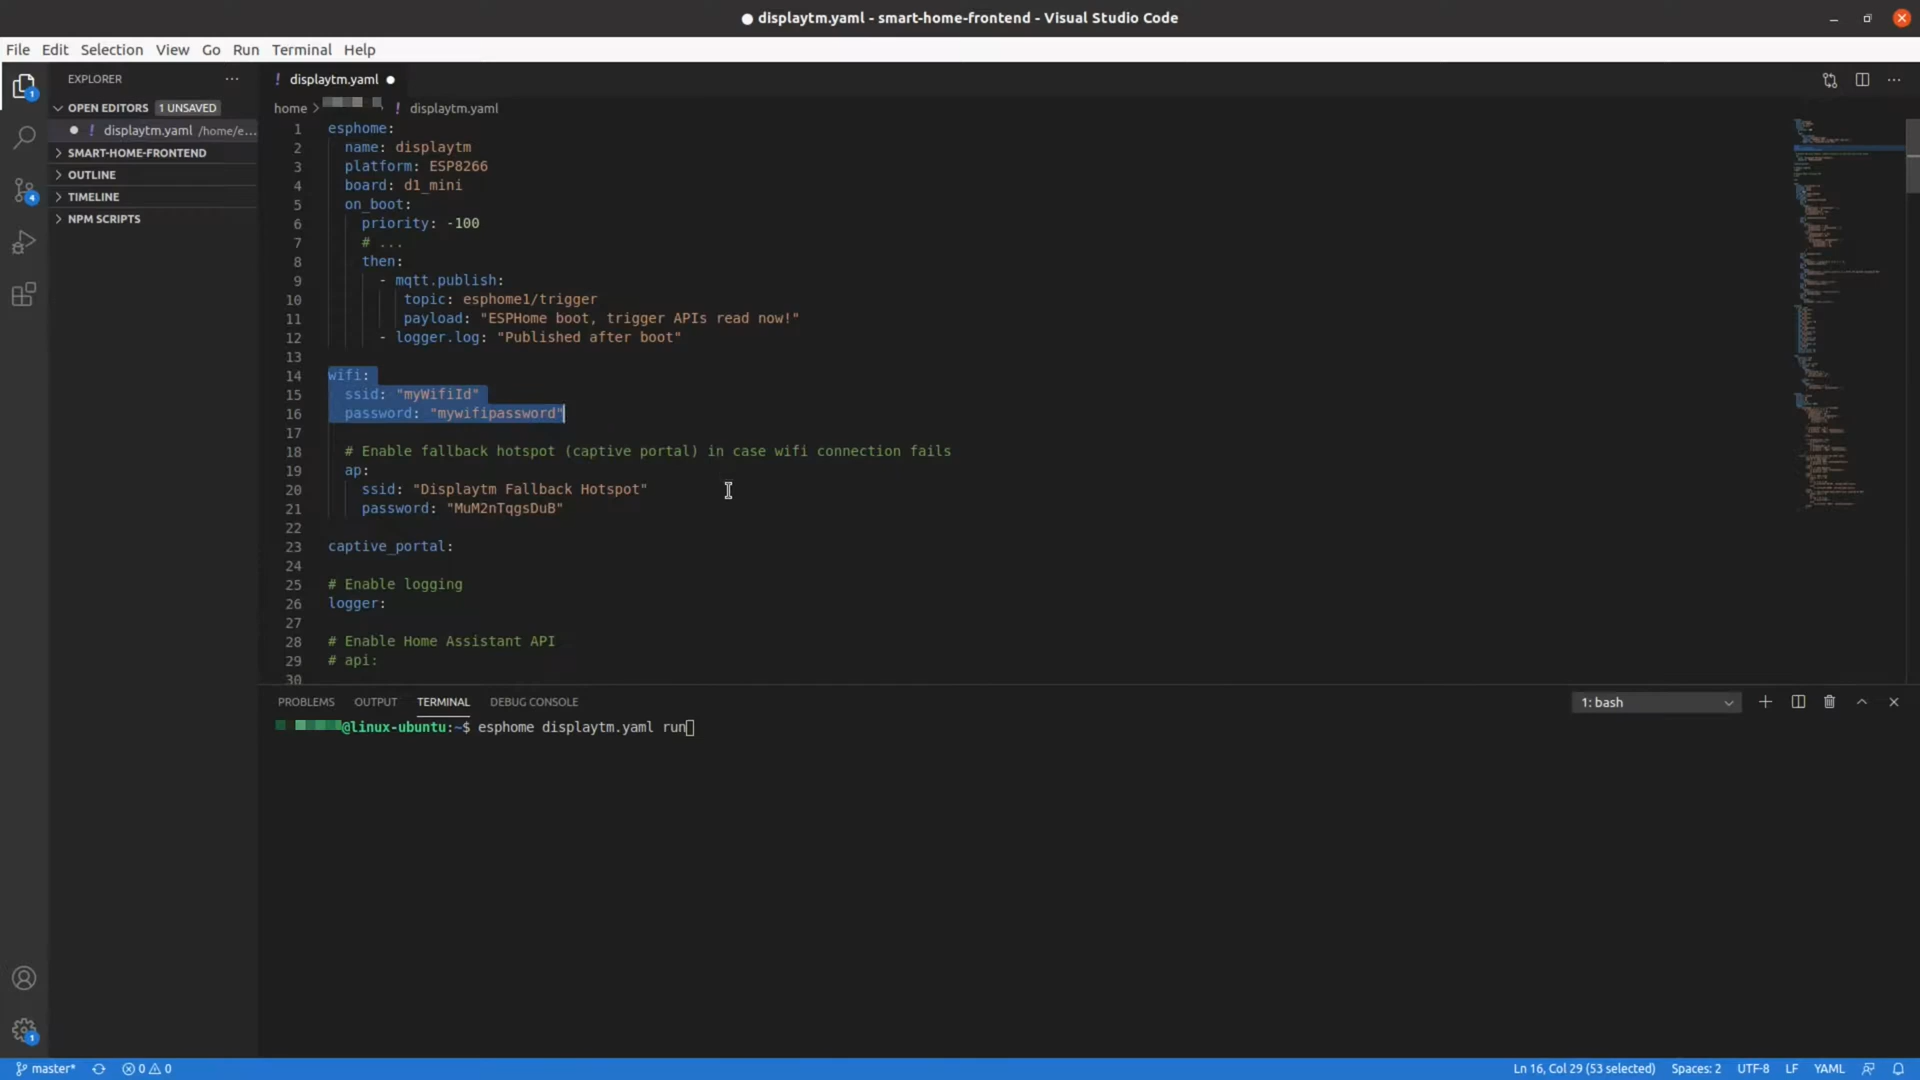 displaytm.yaml - smart-home-frontend - Visual Studio Code
File Edit Selection View Go Run Terminal Help
EXPLORER
OPEN EDITORS 1 UNSAVED
! displaytm.yaml /home/e...
SMART-HOME-FRONTEND
OUTLINE
TIMELINE
NPM SCRIPTS
1
4
1
! displaytm.yaml
home > ! displaytm.yaml
1 esphome:
2 name: displaytm
3 platform: ESP8266
4 board: d1_mini
5 on_boot:
6 priority: -100
7 # ...
8 then:
9 - mqtt.publish:
10 topic: esphome1/trigger
11 payload: "ESPHome boot, trigger APIs read now!"
12 - logger.log: "Published after boot"
13
14 wifi:
15 ssid: "myWifiId"
16 password: "mywifipassword"
17
18 # Enable fallback hotspot (captive portal) in case wifi connection fails
19 ap:
20 ssid: "Displaytm Fallback Hotspot"
21 password: "MuM2nTqgsDuB"
22
23 captive_portal:
24
25 # Enable logging
26 logger:
27
28 # Enable Home Assistant API
29 # api:
30
PROBLEMS OUTPUT TERMINAL DEBUG CONSOLE 1: bash
@linux-ubuntu:~$ esphome displaytm.yaml run
master* 0 0 Ln 16, Col 29 (53 selected) Spaces: 2 UTF-8 LF YAML